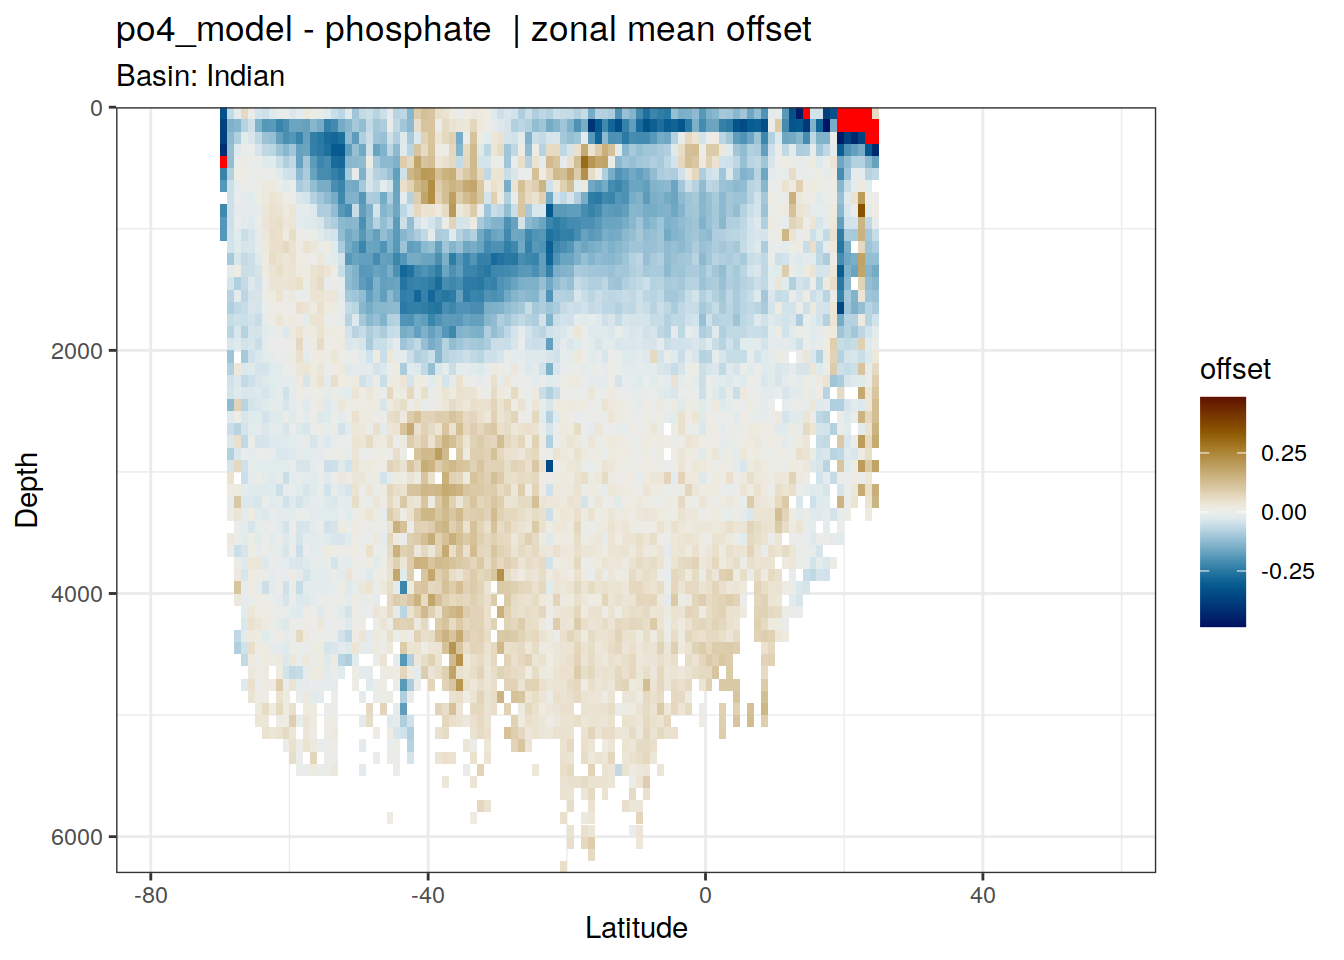 po4_model - phosphate  | zonal mean offset
Basin: Indian
0
2000
4000
6000
Depth
-80
-40
0
40
Latitude
offset
0.25
0.00
-0.25